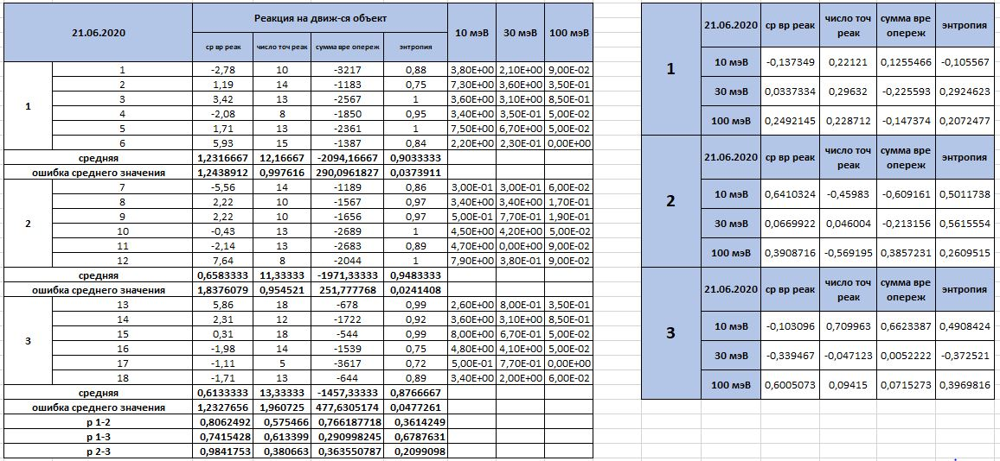 21.06.2020 Реакция на движ-ся объект 10 мэВ 30 мэВ 100 мэВ
ср вр реак число точ реак сумма вре опереж энтропия
1 1 -2,78 10 -3217 0,88 3,80E+00 2,10E+00 9,00E-02
2 1,19 14 -1183 0,75 7,30E+00 3,60E+00 3,50E-01
3 3,42 13 -2567 1 3,60E+00 3,10E+00 8,50E-01
4 -2,08 8 -1850 0,95 3,40E+00 3,50E-01 5,00E-02
5 1,71 13 -2361 1 7,50E+00 6,70E+00 5,00E-02
6 5,93 15 -1387 0,84 2,20E+00 2,30E-01 0,00E+00
средняя 1,2316667 12,16667 -2094,16667 0,9033333
ошибка среднего значения 1,2438912 0,997616 290,0961827 0,0373911
2 7 -5,56 14 -1189 0,86 3,00E-01 3,00E-01 6,00E-02
8 2,22 10 -1567 0,97 3,40E+00 3,40E+00 1,70E-01
9 2,22 10 -1656 0,97 5,00E-01 7,70E-01 1,90E-01
10 -0,43 13 -2689 1 4,50E+00 4,20E+00 5,00E-02
11 -2,14 13 -2683 0,89 4,70E+00 0,00E+00 9,00E-02
12 7,64 8 -2044 1 7,90E+00 3,80E-01 9,00E-02
средняя 0,6583333 11,33333 -1971,33333 0,9483333
ошибка среднего значения 1,8376079 0,954521 251,777768 0,0241408
3 13 5,86 18 -678 0,99 2,60E+00 8,00E-01 3,50E-01
14 2,31 12 -1722 0,92 3,60E+00 3,10E+00 8,50E-01
15 0,31 18 -544 0,99 8,00E+00 6,70E-01 5,00E-02
16 -1,98 14 -1539 0,75 4,80E+00 4,10E+00 5,00E-02
17 -1,11 5 -3617 0,72 5,00E-01 7,70E-01 0,00E+00
18 -1,71 13 -644 0,89 3,40E+00 2,00E+00 6,00E-02
средняя 0,6133333 13,33333 -1457,33333 0,8766667
ошибка среднего значения 1,2327656 1,960725 477,6305174 0,0477261
р 1-2 0,8062492 0,575466 0,766187718 0,3614249
р 1-3 0,7415428 0,613399 0,290998245 0,6787631
р 2-3 0,9841753 0,380663 0,363550787 0,2099098
1 21.06.2020 ср вр реак число точ реак сумма вре опереж энтропия
10 мэВ -0,137349 0,22121 0,1255466 -0,105567
30 мэВ 0,0337334 0,29632 -0,225593 0,2924623
100 мэВ 0,2492145 0,228712 -0,147374 0,2072477
2 21.06.2020 ср вр реак число точ реак сумма вре опереж энтропия
10 мэВ 0,6410324 -0,45983 -0,609161 0,5011738
30 мэВ 0,0669922 0,046004 -0,213156 0,5615554
100 мэВ 0,3908716 -0,569195 0,3857231 0,2609515
3 21.06.2020 ср вр реак число точ реак сумма вре опереж энтропия
10 мэВ -0,103096 0,709963 0,6623387 0,4908424
30 мэВ -0,339467 -0,047123 0,0052222 -0,372521
100 мэВ 0,6005073 0,09415 0,0715273 0,3969816